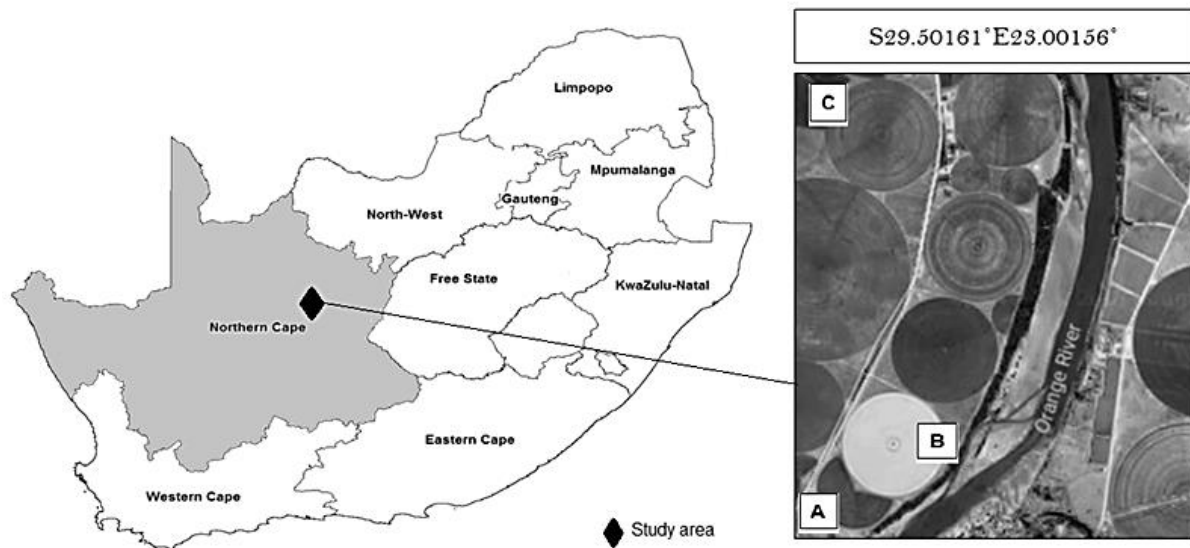 Limpopo
Mpumalanga
Gauteng
North-West
Free State
KwaZulu-Natal
Northern Cape
Eastern Cape
Western Cape
Study area
S29.50161°E23.00156°
C
Orange River
B
A